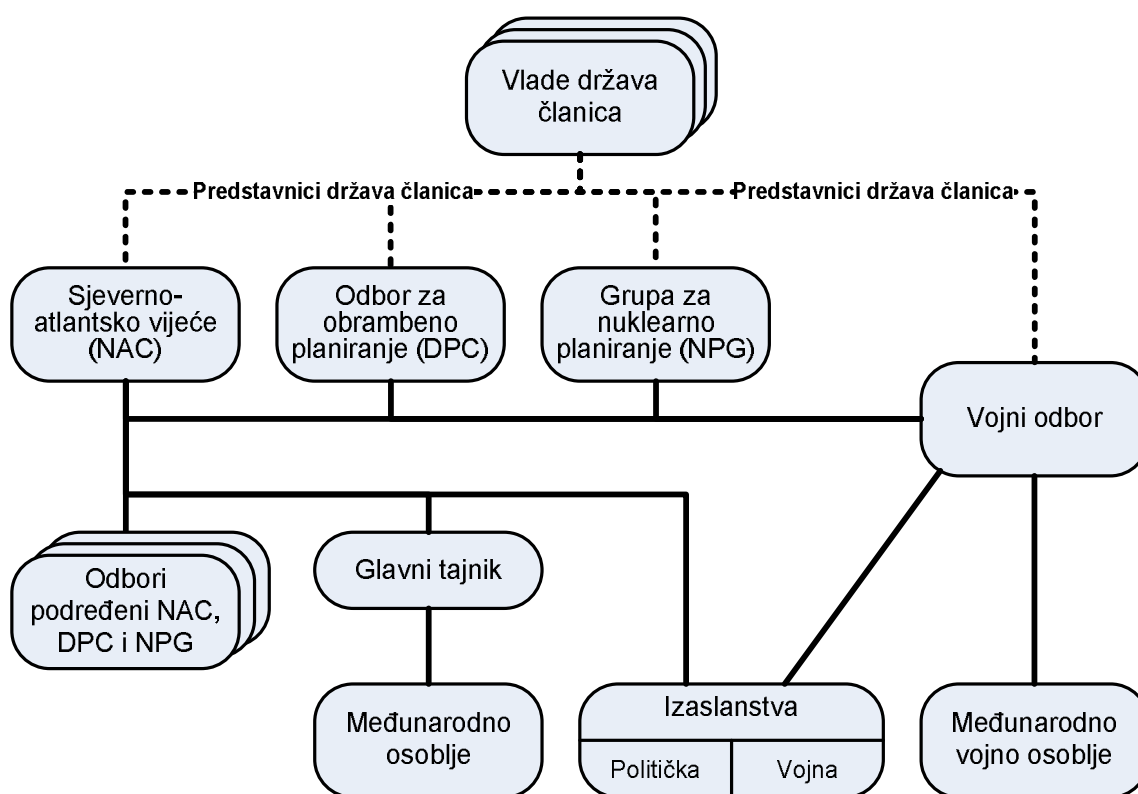 Vlade država
članica
Predstavnici država članica
Predstavnici država članica
Sjeverno-
atlantsko vijeće
(NAC)
Odbor za
obrambeno
planiranje (DPC)
Grupa za
nuklearno
planiranje (NPG)
Vojni odbor
Odbori
podređeni NAC,
DPC i NPG
Glavni tajnik
Međunarodno
osoblje
Izaslanstva
Politička
Vojna
Međunarodno
vojno osoblje